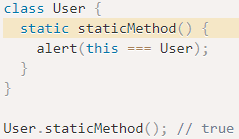 class User {
  static staticMethod() {
    alert(this === User);
  }
}

User.staticMethod(); // true